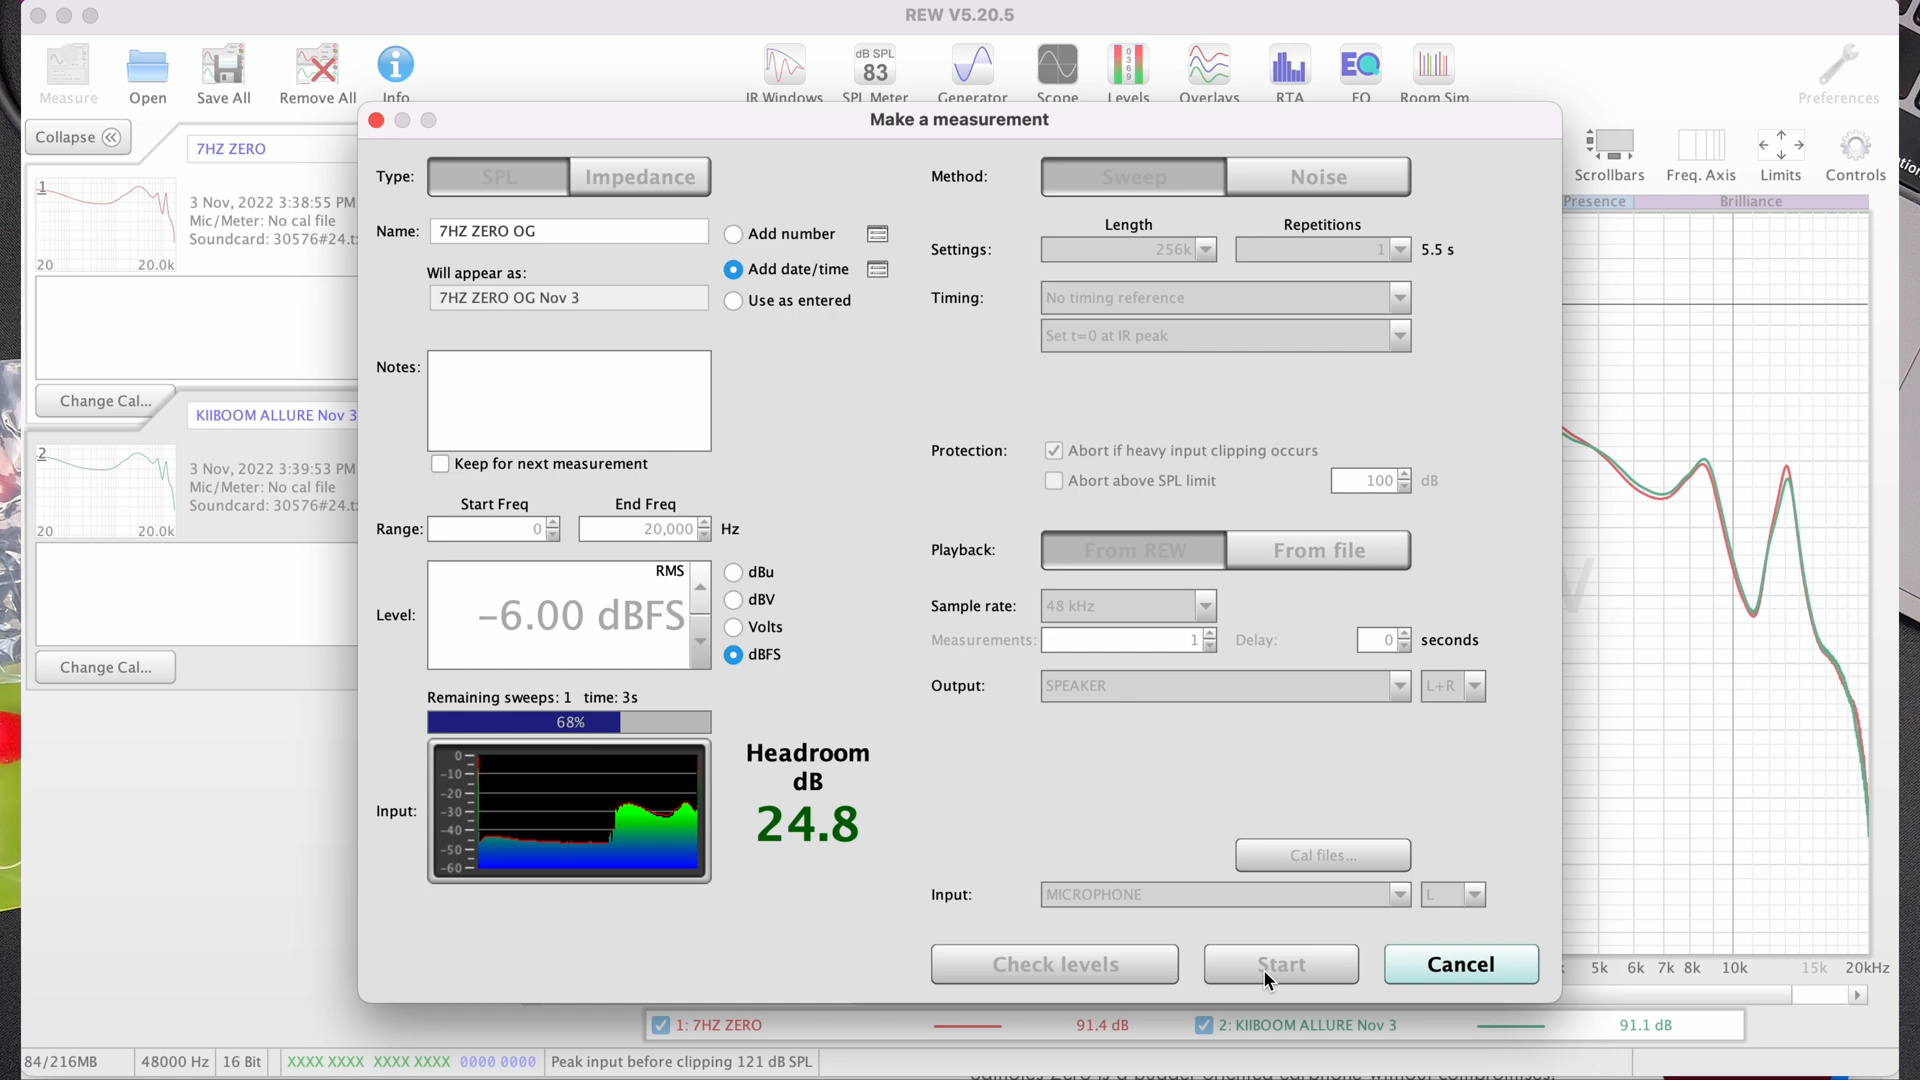 REW V5.20.5
dB SPL
83
0 3 6 9
EQ
Measure
Open
Save All
Remove All
Info
IR Windows
SPL Meter
Generator
Scope
Levels
Overlays
RTA
EQ
Room Sim
Preferences
Collapse
7HZ ZERO
1
3 Nov, 2022 3:38:55 PM
Mic/Meter: No cal file
Soundcard: 30576#24.t
20
20.0k
Change Cal...
KIIBOOM ALLURE Nov 3
2
3 Nov, 2022 3:39:53 PM
Mic/Meter: No cal file
Soundcard: 30576#24.t
20
20.0k
Change Cal...
Make a measurement
Type:
SPL
Impedance
Name:
7HZ ZERO OG
Add number
Will appear as:
Add date/time
7HZ ZERO OG Nov 3
Use as entered
Notes:
Keep for next measurement
Start Freq
End Freq
Range:
0
20,000
Hz
RMS
dBu
Level:
-6.00 dBFS
dBV
Volts
dBFS
Remaining sweeps: 1 time: 3s
68%
Headroom
dB
24.8
Input:
0
-10
-20
-30
-40
-50
-60
Method:
Sweep
Noise
Length
Repetitions
Settings:
256k
1
5.5 s
Timing:
No timing reference
Set t=0 at IR peak
Protection:
Abort if heavy input clipping occurs
Abort above SPL limit
100
dB
Playback:
From REW
From file
Sample rate:
48 kHz
Measurements:
1
Delay:
0
seconds
Output:
SPEAKER
L+R
Cal files...
Input:
MICROPHONE
L
Check levels
Start
Cancel
Scrollbars
Freq. Axis
Limits
Controls
Presence
Brilliance
5k
6k
7k
8k
10k
15k
20kHz
1: 7HZ ZERO
91.4 dB
2: KIIBOOM ALLURE Nov 3
91.1 dB
84/216MB
48000 Hz
16 Bit
XXXX XXXX XXXX XXXX 0000 0000
Peak input before clipping 121 dB SPL